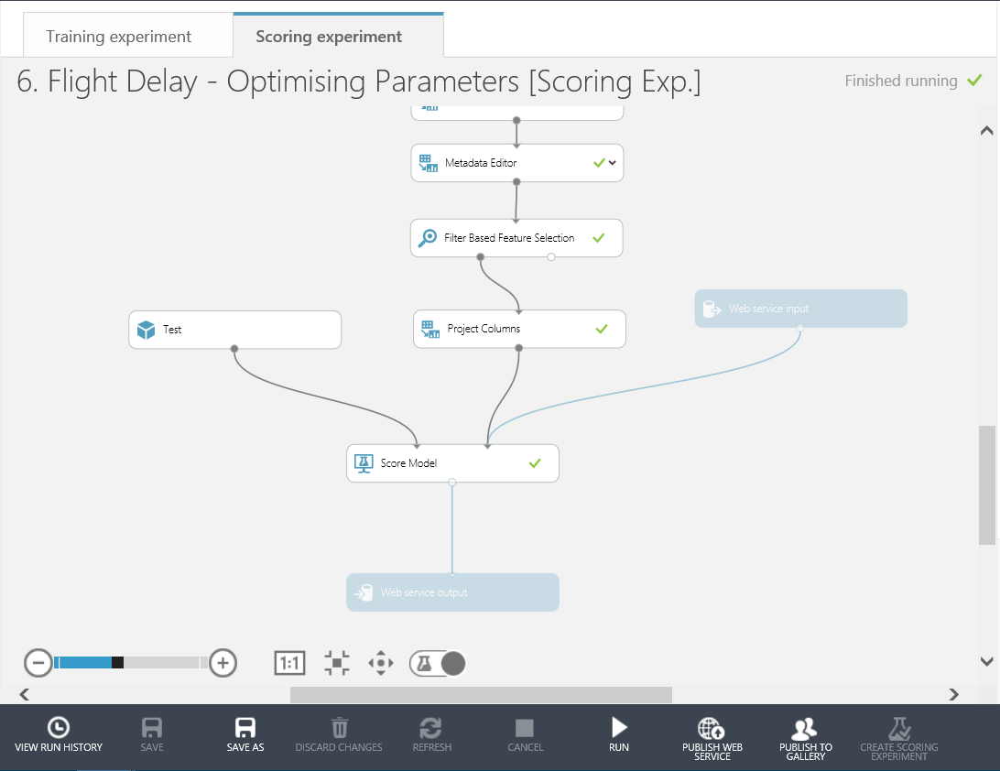 Training experiment
Scoring experiment
6. Flight Delay - Optimising Parameters [Scoring Exp.]
Finished running
Metadata Editor
Filter Based Feature Selection
Web service input
Test
Project Columns
Score Model
Web service output
1:1
VIEW RUN HISTORY
SAVE
SAVE AS
DISCARD CHANGES
REFRESH
CANCEL
RUN
PUBLISH WEB
SERVICE
PUBLISH TO
GALLERY
CREATE SCORING
EXPERIMENT